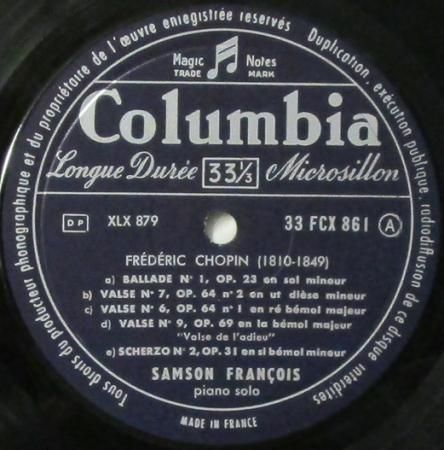 Tous droits du producteur phonographique et du propriétaire de l'œuvre enregistrée réservés Duplication, exécution publique, radiodiffusion de ce disque interdites
Magic Notes
TRADE MARK
Columbia
Longue Durée 33 1/3 Microsillon
DP XLX 879 33 FCX 861 A
FRÉDÉRIC CHOPIN (1810-1849)
a) BALLADE N° 1, OP. 23 en sol mineur
b) VALSE N° 7, OP. 64 n° 2 en ut dièse mineur
c) VALSE N° 6, OP. 64 n° 1 en ré bémol majeur
d) VALSE N° 9, OP. 69 en la bémol majeur
"Valse de l'adieu"
e) SCHERZO N° 2, OP. 31 en si bémol mineur
SAMSON FRANÇOIS
piano solo
MADE IN FRANCE